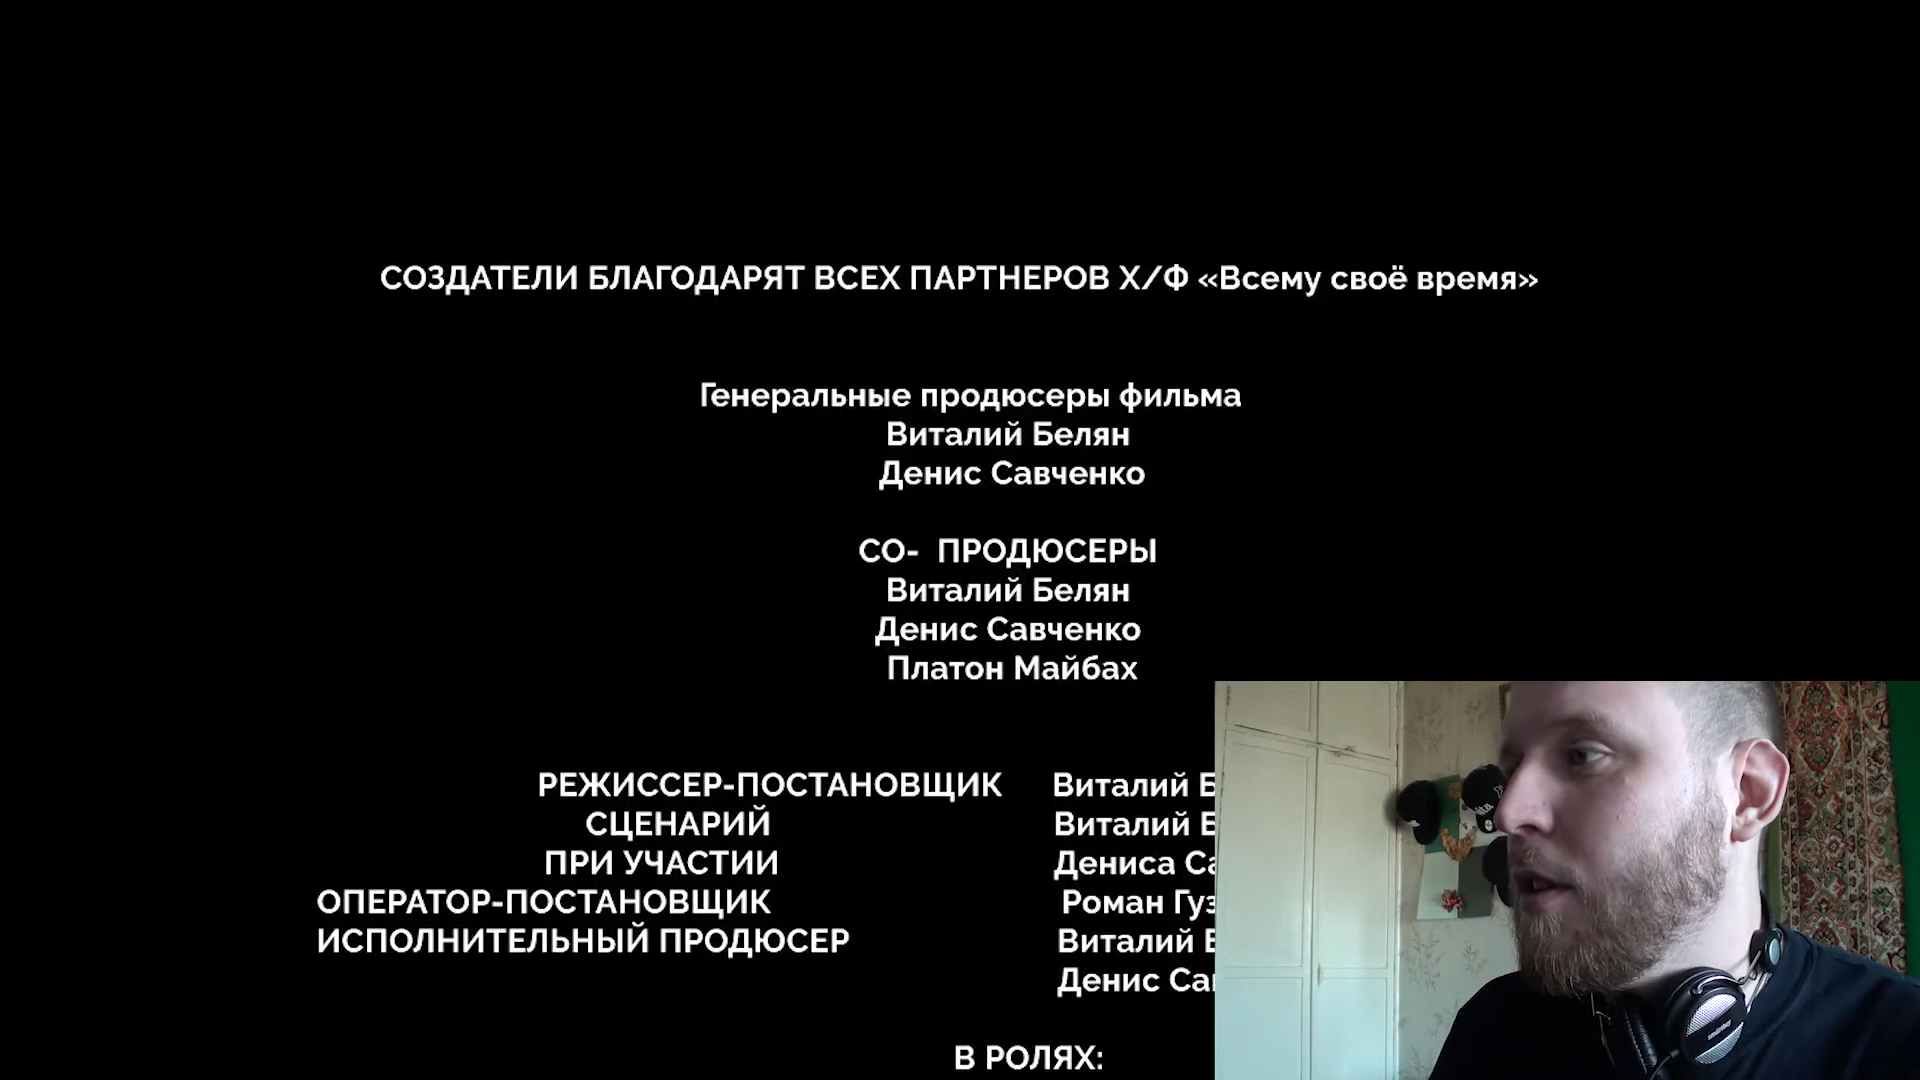 СОЗДАТЕЛИ БЛАГОДАРЯТ ВСЕХ ПАРТНЕРОВ Х/Ф «Всему своё время»
Генеральные продюсеры фильма
Виталий Белян
Денис Савченко
СО- ПРОДЮСЕРЫ
Виталий Белян
Денис Савченко
Платон Майбах
РЕЖИССЕР-ПОСТАНОВЩИК Виталий
СЦЕНАРИЙ Виталий
ПРИ УЧАСТИИ Дениса
ОПЕРАТОР-ПОСТАНОВЩИК Роман
ИСПОЛНИТЕЛЬНЫЙ ПРОДЮСЕР Виталий
Денис
В РОЛЯХ: